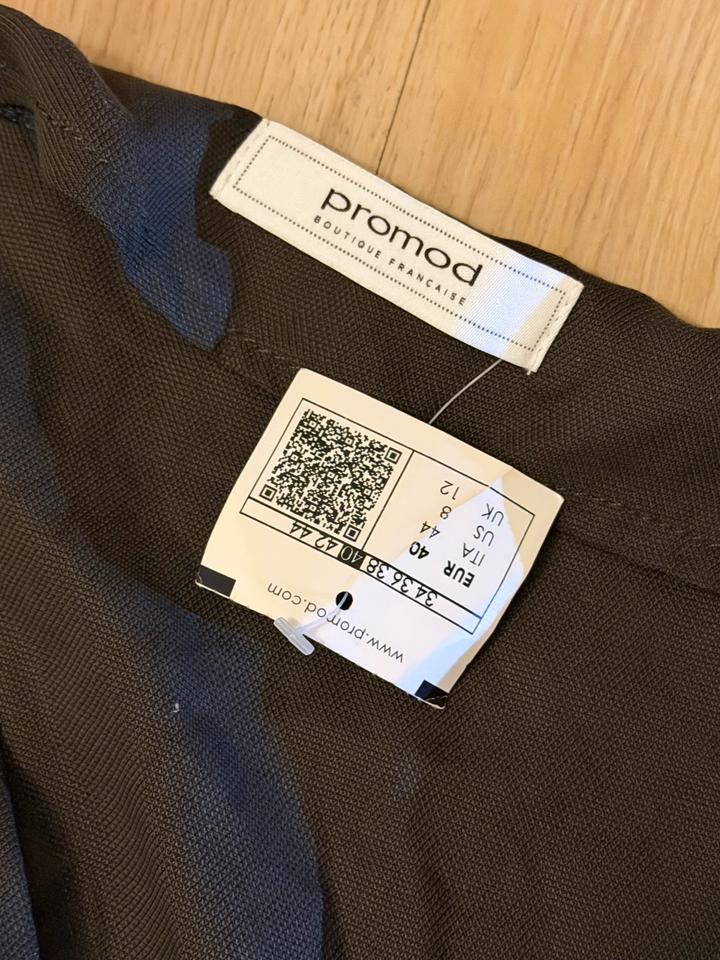 promod
BOUTIQUE FRANÇAISE
www.promod.com
34 36 38 40 42 44
EUR 40
ITA 44
US 8
UK 12